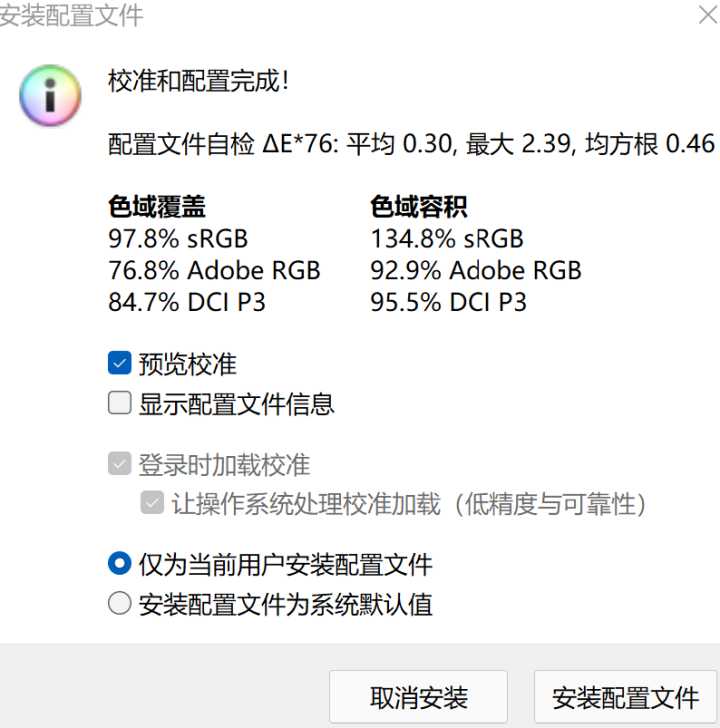 安装配置文件
校准和配置完成!
配置文件自检 ΔE*76: 平均 0.30, 最大 2.39, 均方根 0.46
色域覆盖 色域容积
97.8% sRGB 134.8% sRGB
76.8% Adobe RGB 92.9% Adobe RGB
84.7% DCI P3 95.5% DCI P3
预览校准
显示配置文件信息
登录时加载校准
让操作系统处理校准加载（低精度与可靠性）
仅为当前用户安装配置文件
安装配置文件为系统默认值
取消安装 安装配置文件